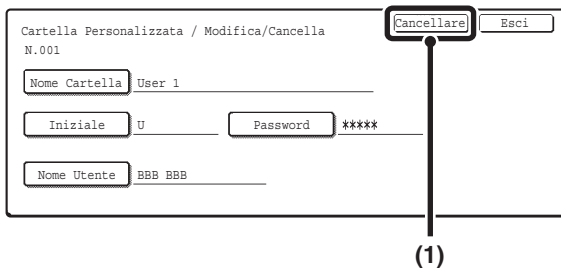 Cartella Personalizzata / Modifica/Cancella Cancellare Esci
N.001
Nome Cartella User 1
Iniziale U Password *****
Nome Utente BBB BBB
(1)